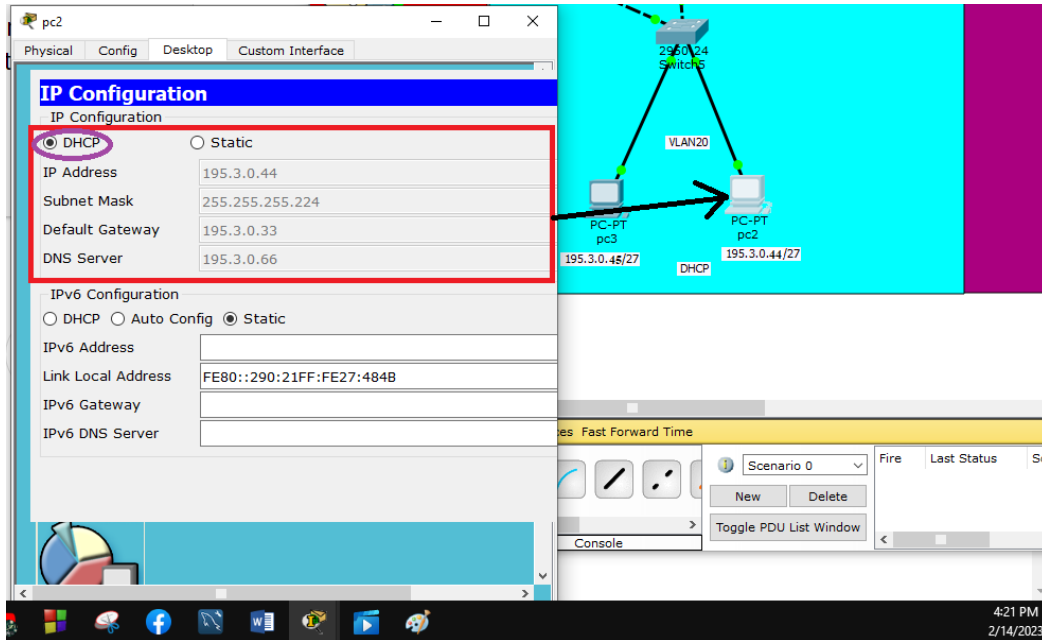 pc2
Physical Config Desktop Custom Interface
IP Configuration
IP Configuration
DHCP Static
IP Address 195.3.0.44
Subnet Mask 255.255.255.224
Default Gateway 195.3.0.33
DNS Server 195.3.0.66
IPv6 Configuration
DHCP Auto Config Static
IPv6 Address
Link Local Address FE80::290:21FF:FE27:484B
IPv6 Gateway
IPv6 DNS Server
2950-24
Switch5
VLAN20
PC-PT
pc3
195.3.0.45/27
PC-PT
pc2
195.3.0.44/27
DHCP
Fast Forward Time
Scenario 0
New Delete
Toggle PDU List Window
Fire Last Status
Console
4:21 PM
2/14/2023